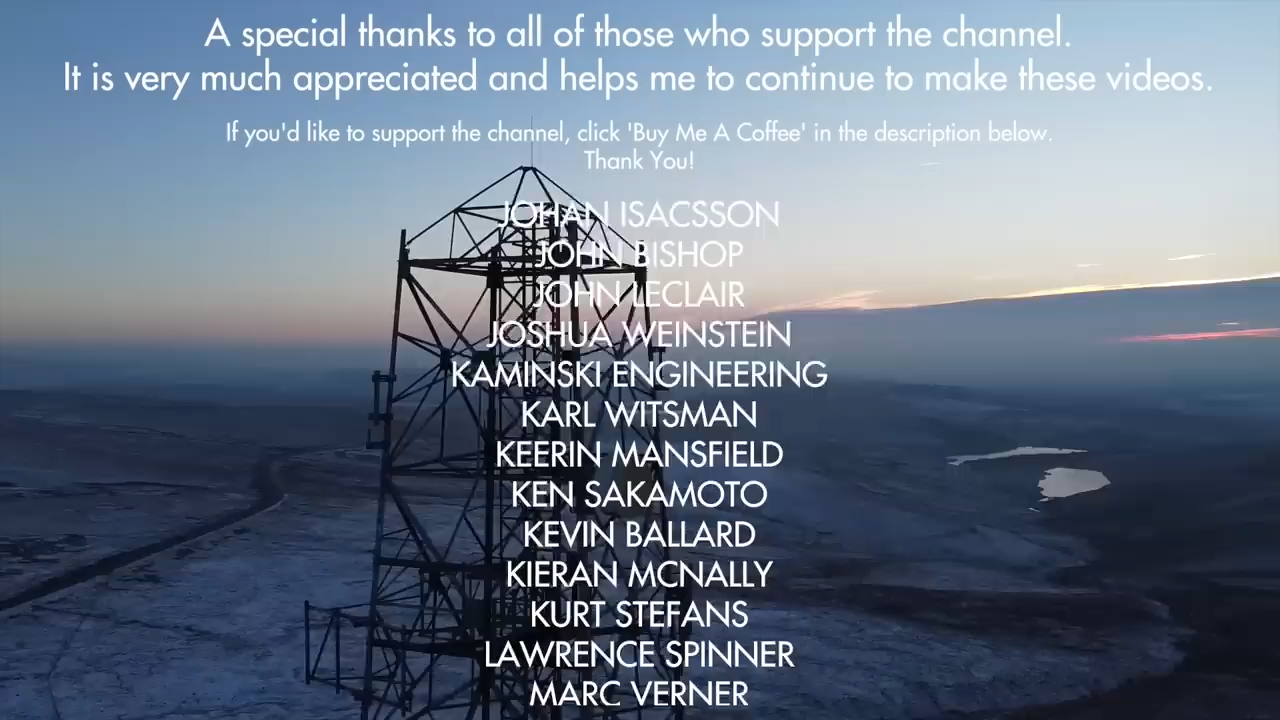 A special thanks to all of those who support the channel.
It is very much appreciated and helps me to continue to make these videos.
If you'd like to support the channel, click 'Buy Me A Coffee' in the description below.
Thank You!
JOHAN ISACSSON
JOHN BISHOP
JOHN LECLAIR
JOSHUA WEINSTEIN
KAMINSKI ENGINEERING
KARL WITSMAN
KEERIN MANSFIELD
KEN SAKAMOTO
KEVIN BALLARD
KIERAN MCNALLY
KURT STEFANS
LAWRENCE SPINNER
MARC VERNER